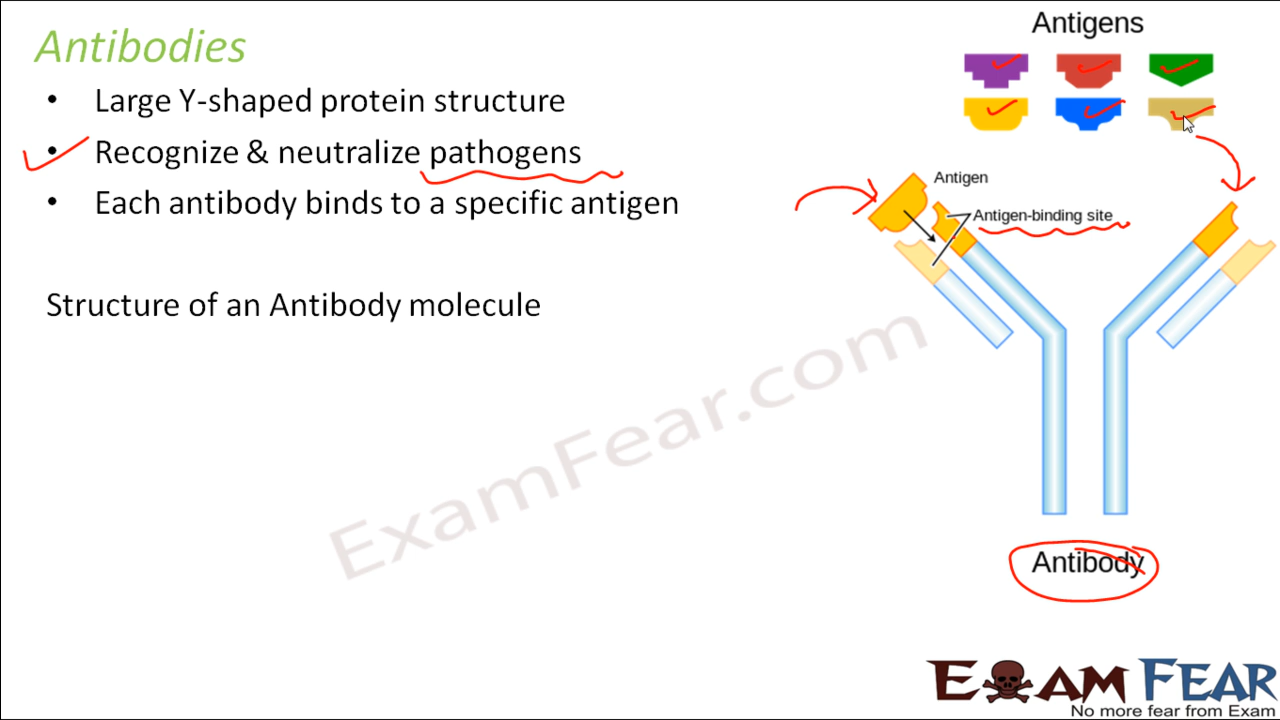 Antibodies
• Large Y-shaped protein structure
• Recognize & neutralize pathogens
• Each antibody binds to a specific antigen
Structure of an Antibody molecule
Antigens
Antigen
Antigen-binding site
Antibody
ExamFear.com
EXAM FEAR
No more fear from Exam